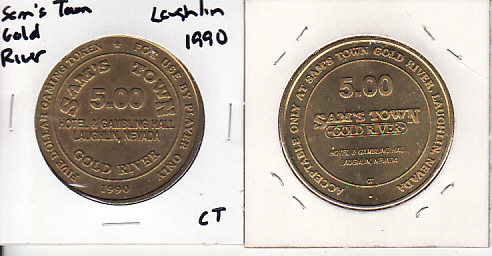 Sam's Town
Gold
River
Laughlin
1990
FIVE DOLLAR GAMING TOKEN ★ FOR USE BY PLAYER ONLY
SAM'S TOWN
5.00
HOTEL & GAMBLING HALL
LAUGHLIN, NEVADA
GOLD RIVER
1990
CT
ACCEPTABLE ONLY AT SAM'S TOWN GOLD RIVER, LAUGHLIN NEVADA
5.00
SAM'S TOWN
GOLD RIVER
HOTEL & GAMBLING HALL
LAUGHLIN, NEVADA
CT